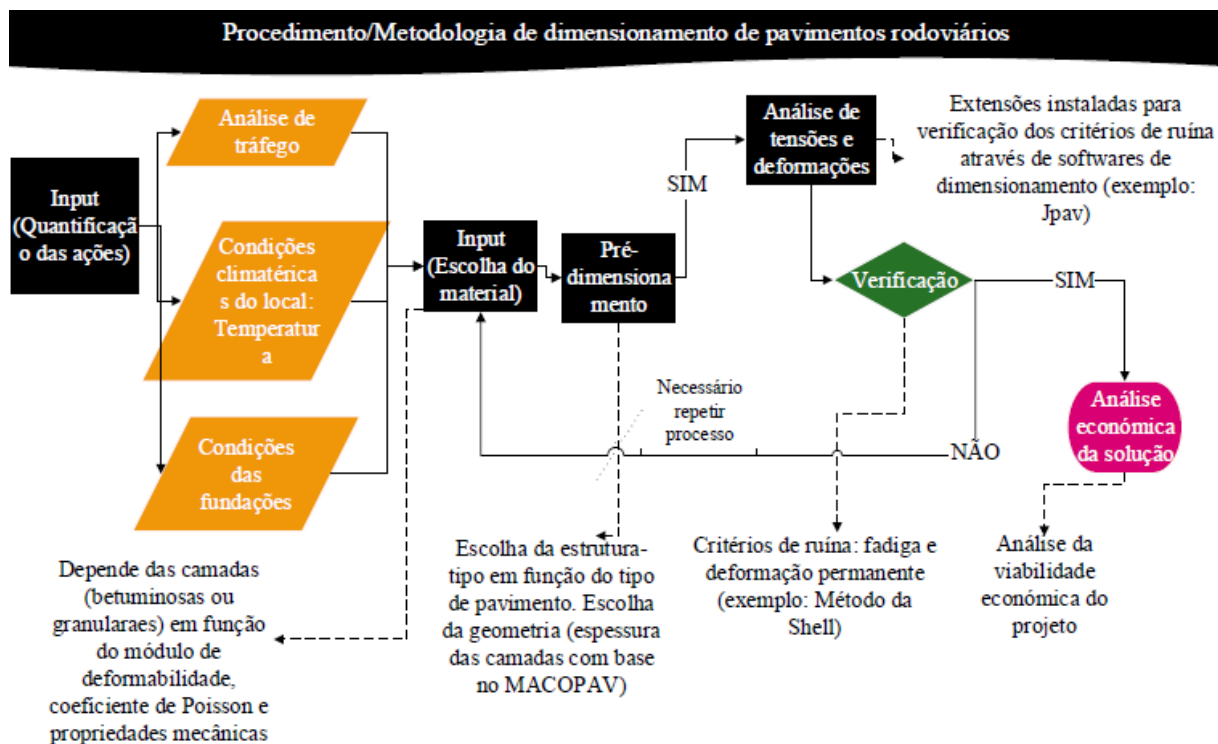 Procedimento/Metodologia de dimensionamento de pavimentos rodoviários
Input
(Quantificaçã
o das ações)
Análise de
tráfego
Condições
climatérica
s do local:
Temperatur
a
Condições
das
fundações
Input
(Escolha do
material)
Pré-
dimensiona
mento
SIM
Análise de
tensões e
deformações
Extensões instaladas para
verificação dos critérios de ruína
através de softwares de
dimensionamento (exemplo:
Jpav)
Verificação
SIM
NÃO
Necessário
repetir
processo
Análise
económica
da solução
Depende das camadas
(betuminosas ou
granularaes) em função
do módulo de
deformabilidade,
coeficiente de Poisson e
propriedades mecânicas
Escolha da estrutura-
tipo em função do tipo
de pavimento. Escolha
da geometria (espessura
das camadas com base
no MACOPAV)
Critérios de ruína: fadiga e
deformação permanente
(exemplo: Método da
Shell)
Análise da
viabilidade
económica do
projeto